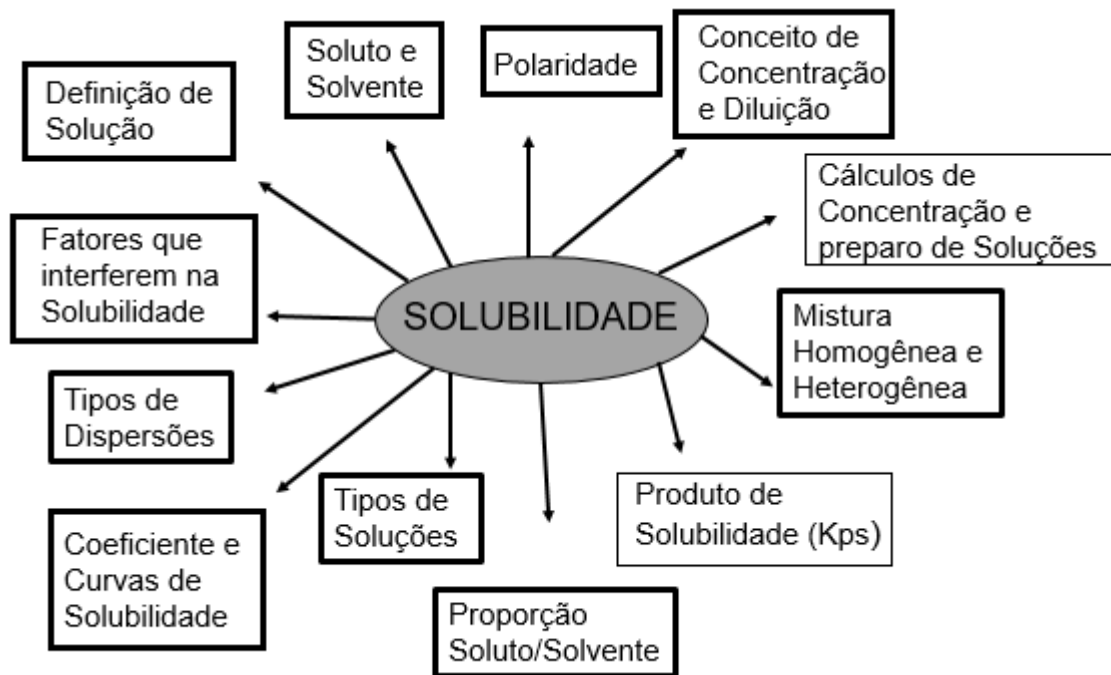 Soluto e
Solvente
Polaridade
Conceito de
Concentração
e Diluição
Definição de
Solução
Cálculos de
Concentração e
preparo de Soluções
Fatores que
interferem na
Solubilidade
SOLUBILIDADE
Mistura
Homogênea e
Heterogênea
Tipos de
Dispersões
Tipos de
Soluções
Produto de
Solubilidade (Kps)
Coeficiente e
Curvas de
Solubilidade
Proporção
Soluto/Solvente